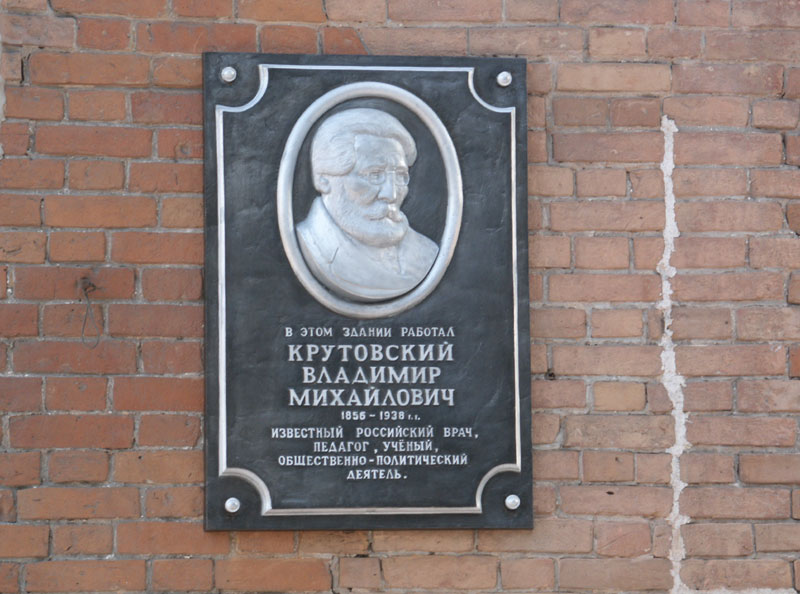 В ЭТОМ ЗДАНИИ РАБОТАЛ
КРУТОВСКИЙ
ВЛАДИМИР
МИХАЙЛОВИЧ
1856-1938 г.г.
ИЗВЕСТНЫЙ РОССИЙСКИЙ ВРАЧ,
ПЕДАГОГ, УЧЁНЫЙ,
ОБЩЕСТВЕННО-ПОЛИТИЧЕСКИЙ
ДЕЯТЕЛЬ.